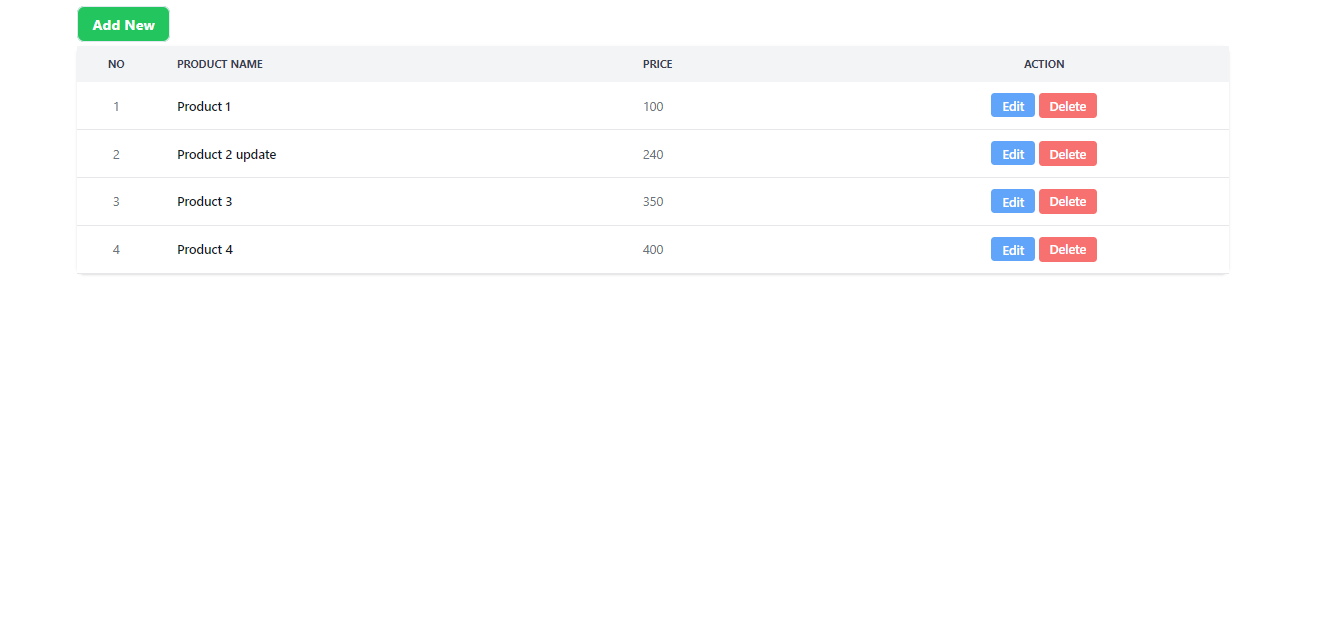 Add New
NO PRODUCT NAME PRICE ACTION
1 Product 1 100 Edit Delete
2 Product 2 update 240 Edit Delete
3 Product 3 350 Edit Delete
4 Product 4 400 Edit Delete